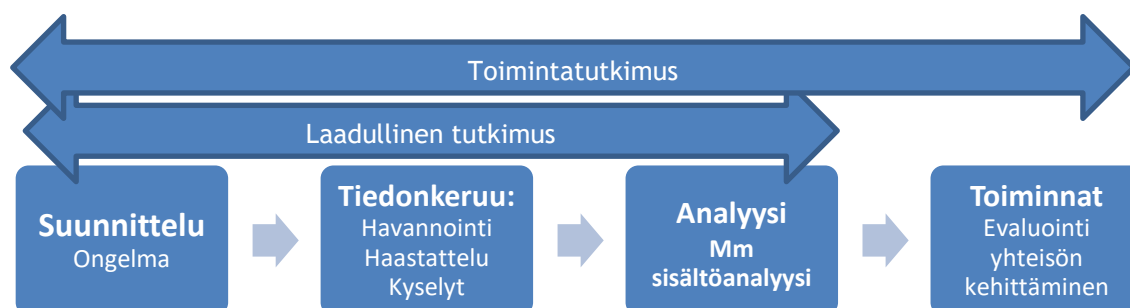 Toimintatutkimus
Laadullinen tutkimus
Suunnittelu
Ongelma
Tiedonkeruu:
Havannointi
Haastattelu
Kyselyt
Analyysi
Mm
sisältöanalyysi
Toiminnat
Evaluointi
yhteisön
kehittäminen